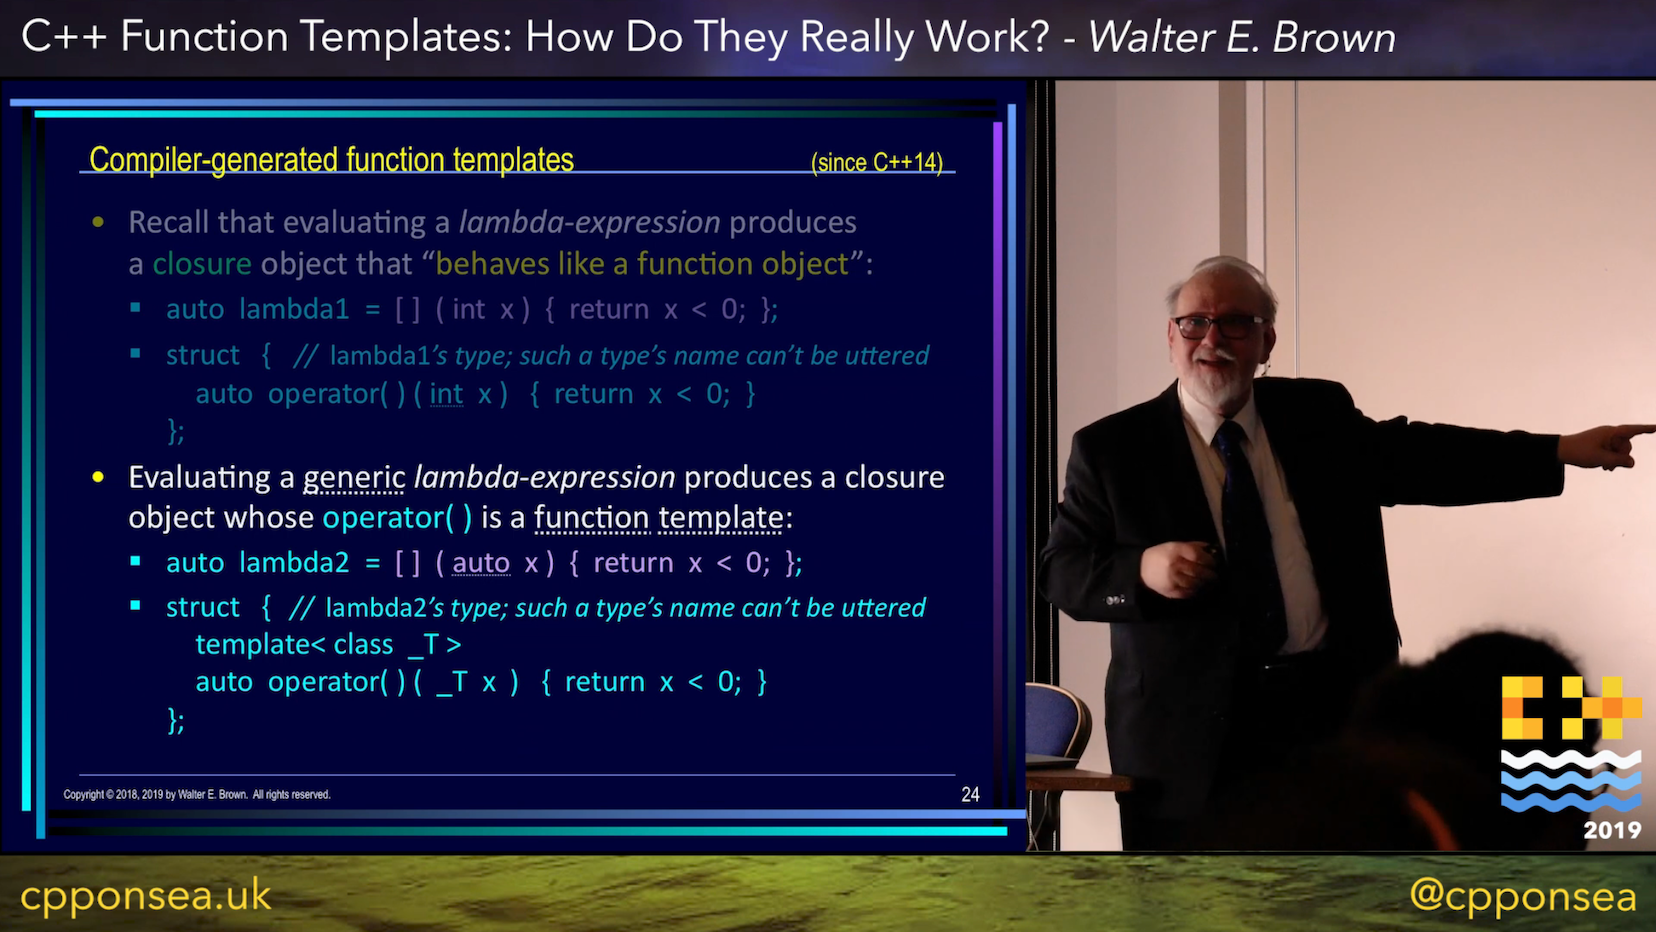 C++ Function Templates: How Do They Really Work? - Walter E. Brown
Compiler-generated function templates (since C++14)
• Recall that evaluating a lambda-expression produces
a closure object that “behaves like a function object”:
▪ auto lambda1 = [ ] ( int x ) { return x < 0; };
▪ struct { // lambda1’s type; such a type’s name can’t be uttered
auto operator( ) ( int x ) { return x < 0; }
};
• Evaluating a generic lambda-expression produces a closure
object whose operator( ) is a function template:
▪ auto lambda2 = [ ] ( auto x ) { return x < 0; };
▪ struct { // lambda2’s type; such a type’s name can’t be uttered
template< class _T >
auto operator( ) ( _T x ) { return x < 0; }
};
Copyright © 2018, 2019 by Walter E. Brown. All rights reserved.
24
C++
2019
cpponsea.uk
@cpponsea